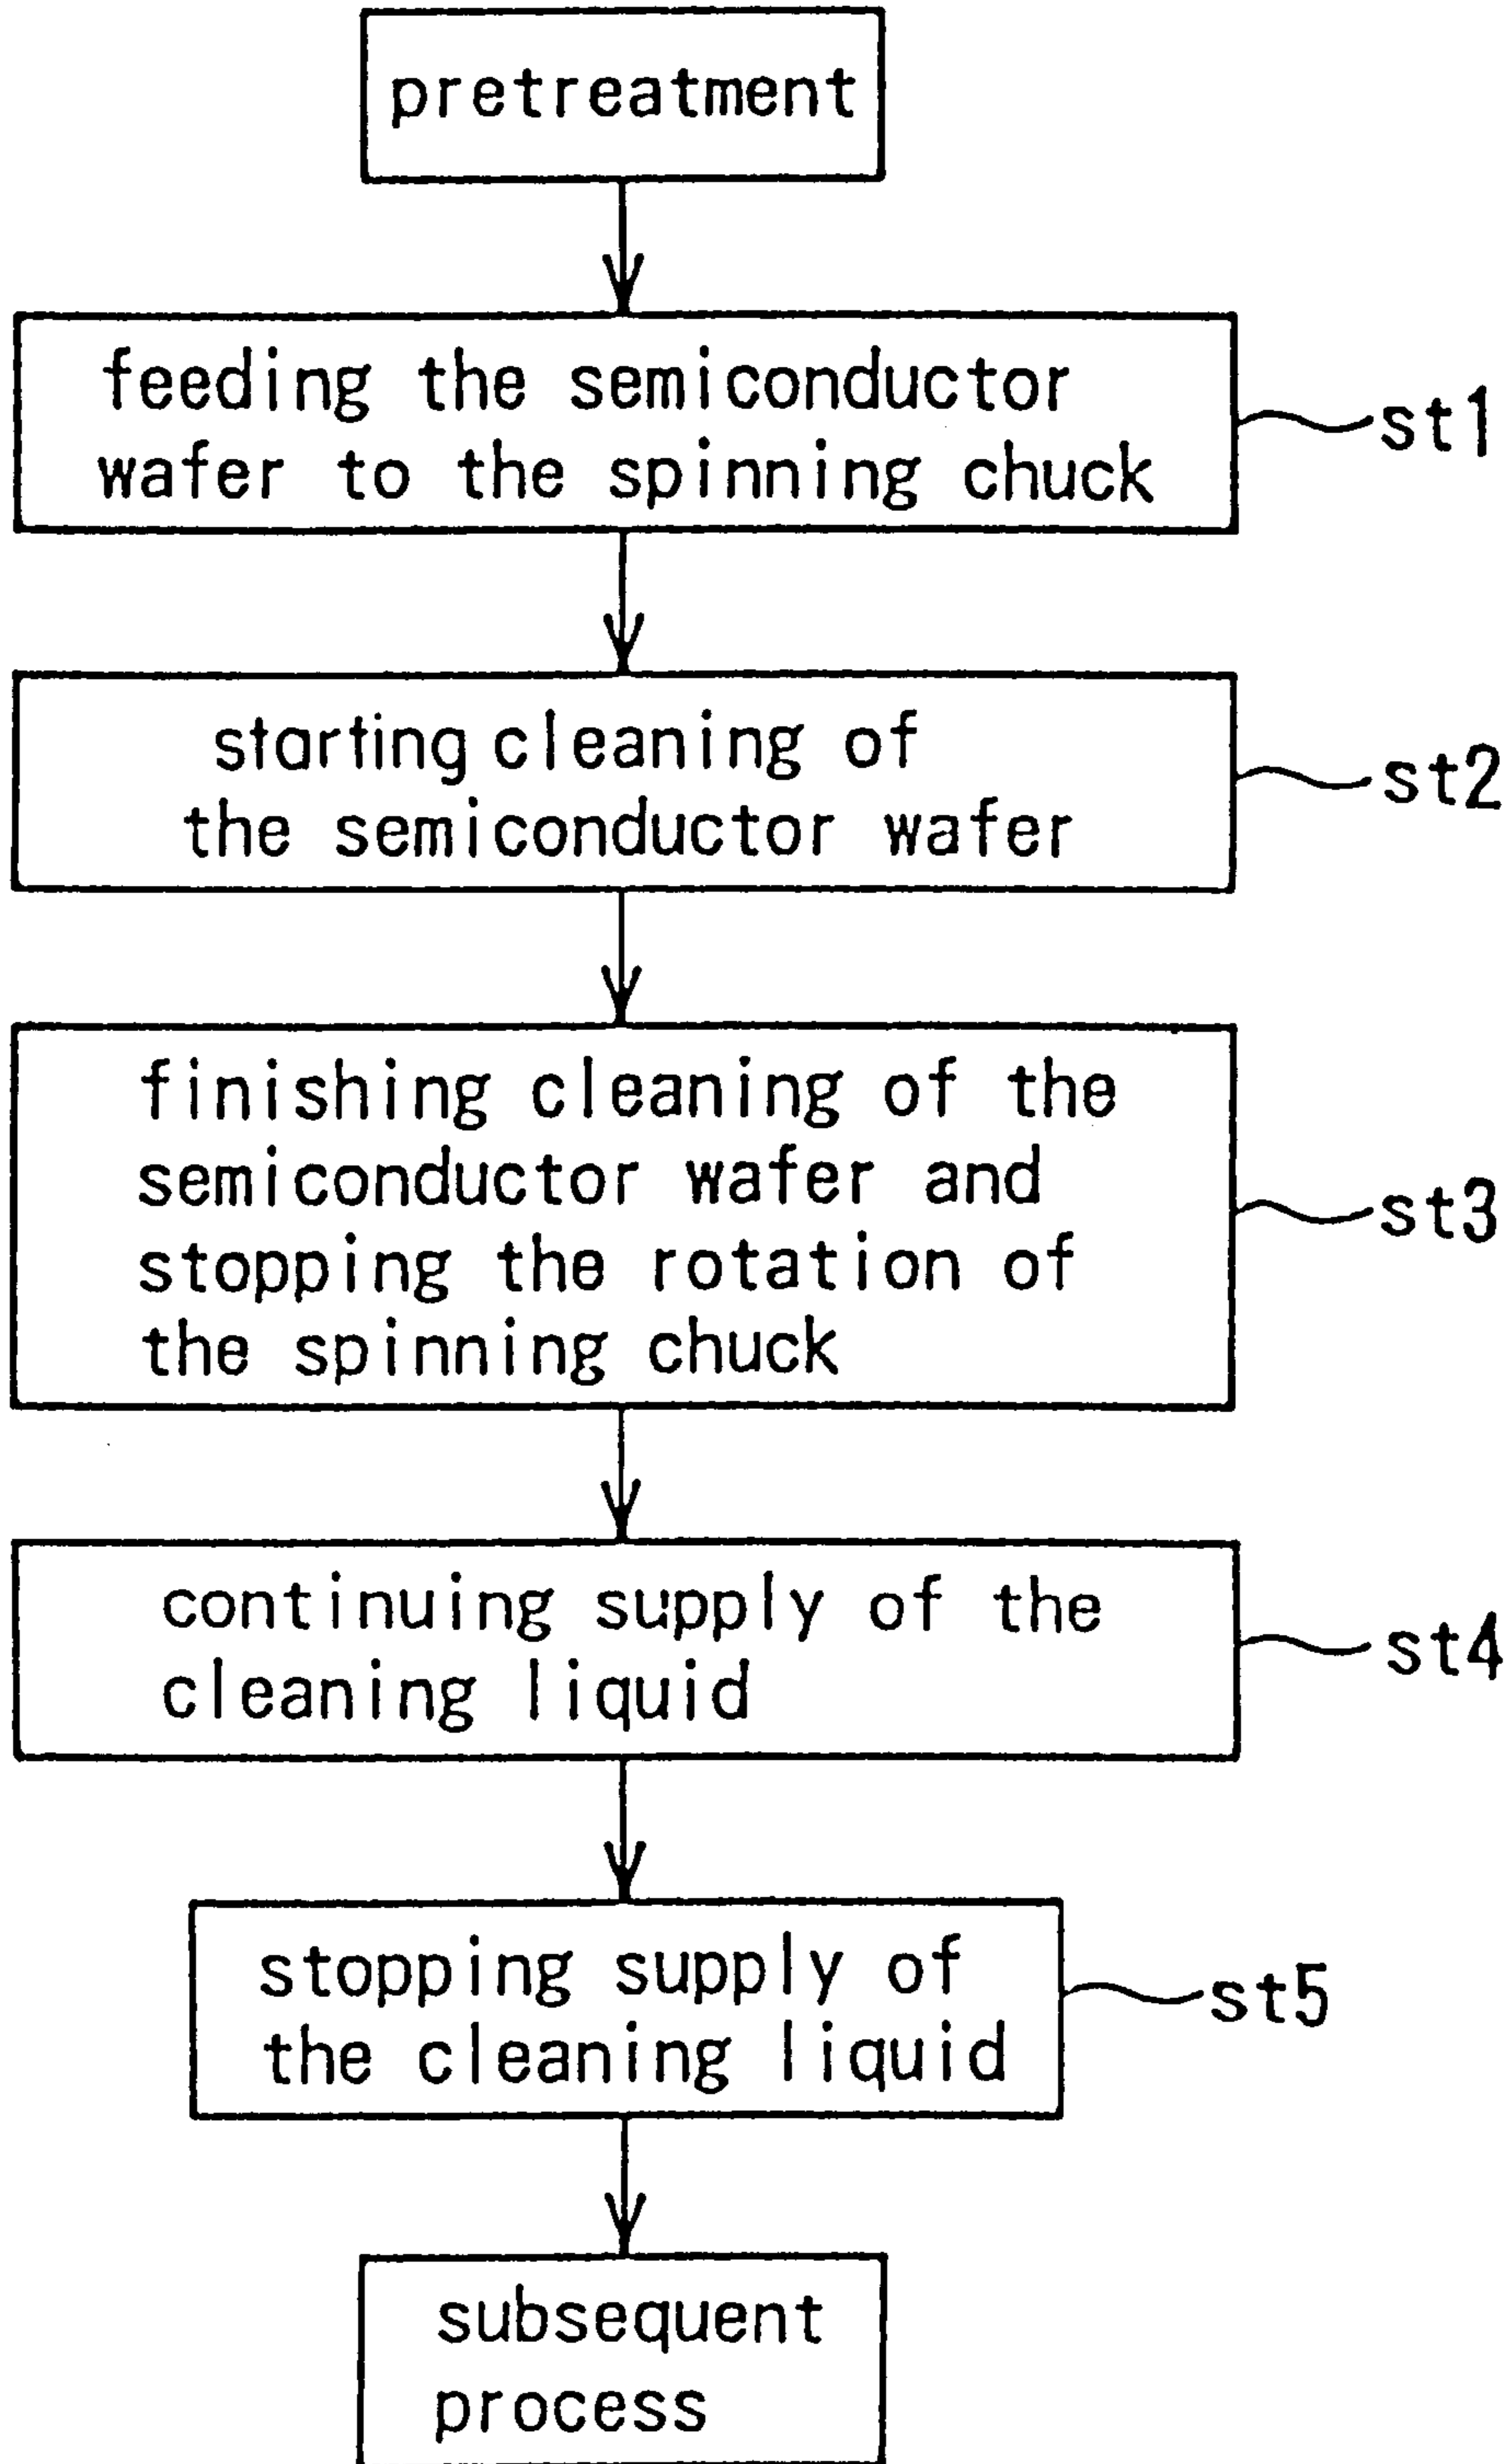 pretreatment
feeding the semiconductor
wafer to the spinning chuck
st1
starting cleaning of
the semiconductor wafer
st2
finishing cleaning of the
semiconductor wafer and
stopping the rotation of
the spinning chuck
st3
continuing supply of the
cleaning liquid
st4
stopping supply of
the cleaning liquid
st5
subsequent
process